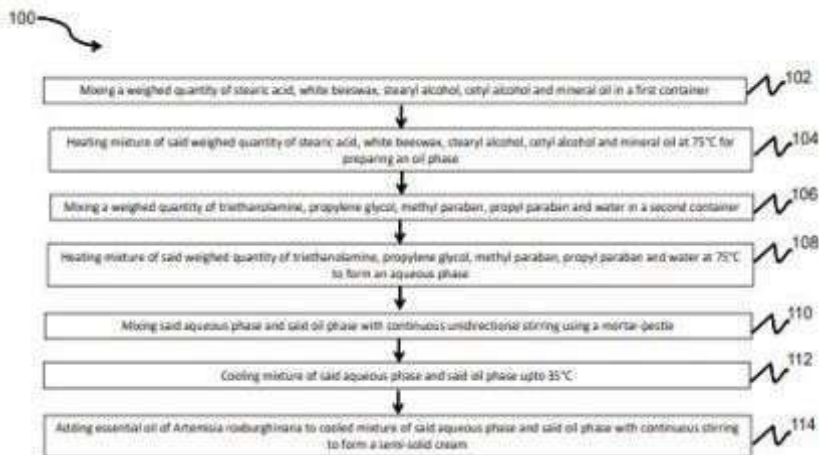 100
Mixing a weighed quantity of stearic acid, white beeswax, stearyl alcohol, cetyl alcohol and mineral oil in a first container
102
Heating mixture of said weighed quantity of stearic acid, white beeswax, stearyl alcohol, cetyl alcohol and mineral oil at 75°C for
preparing an oil phase
104
Mixing a weighed quantity of triethanolamine, propylene glycol, methyl paraban, propyl paraban and water in a second container
106
Heating mixture of said weighed quantity of triethanolamine, propylene glycol, methyl paraban, propyl paraban and water at 75°C
to form an aqueous phase
108
Mixing said aqueous phase and said oil phase with continuous unidirectional stirring using a mortar-pestle
110
Cooling mixture of said aqueous phase and said oil phase upto 35°C
112
Adding essential oil of Artemisia roxburghinana to cooled mixture of said aqueous phase and said oil phase with continuous stirring
to form a semi-solid cream
114